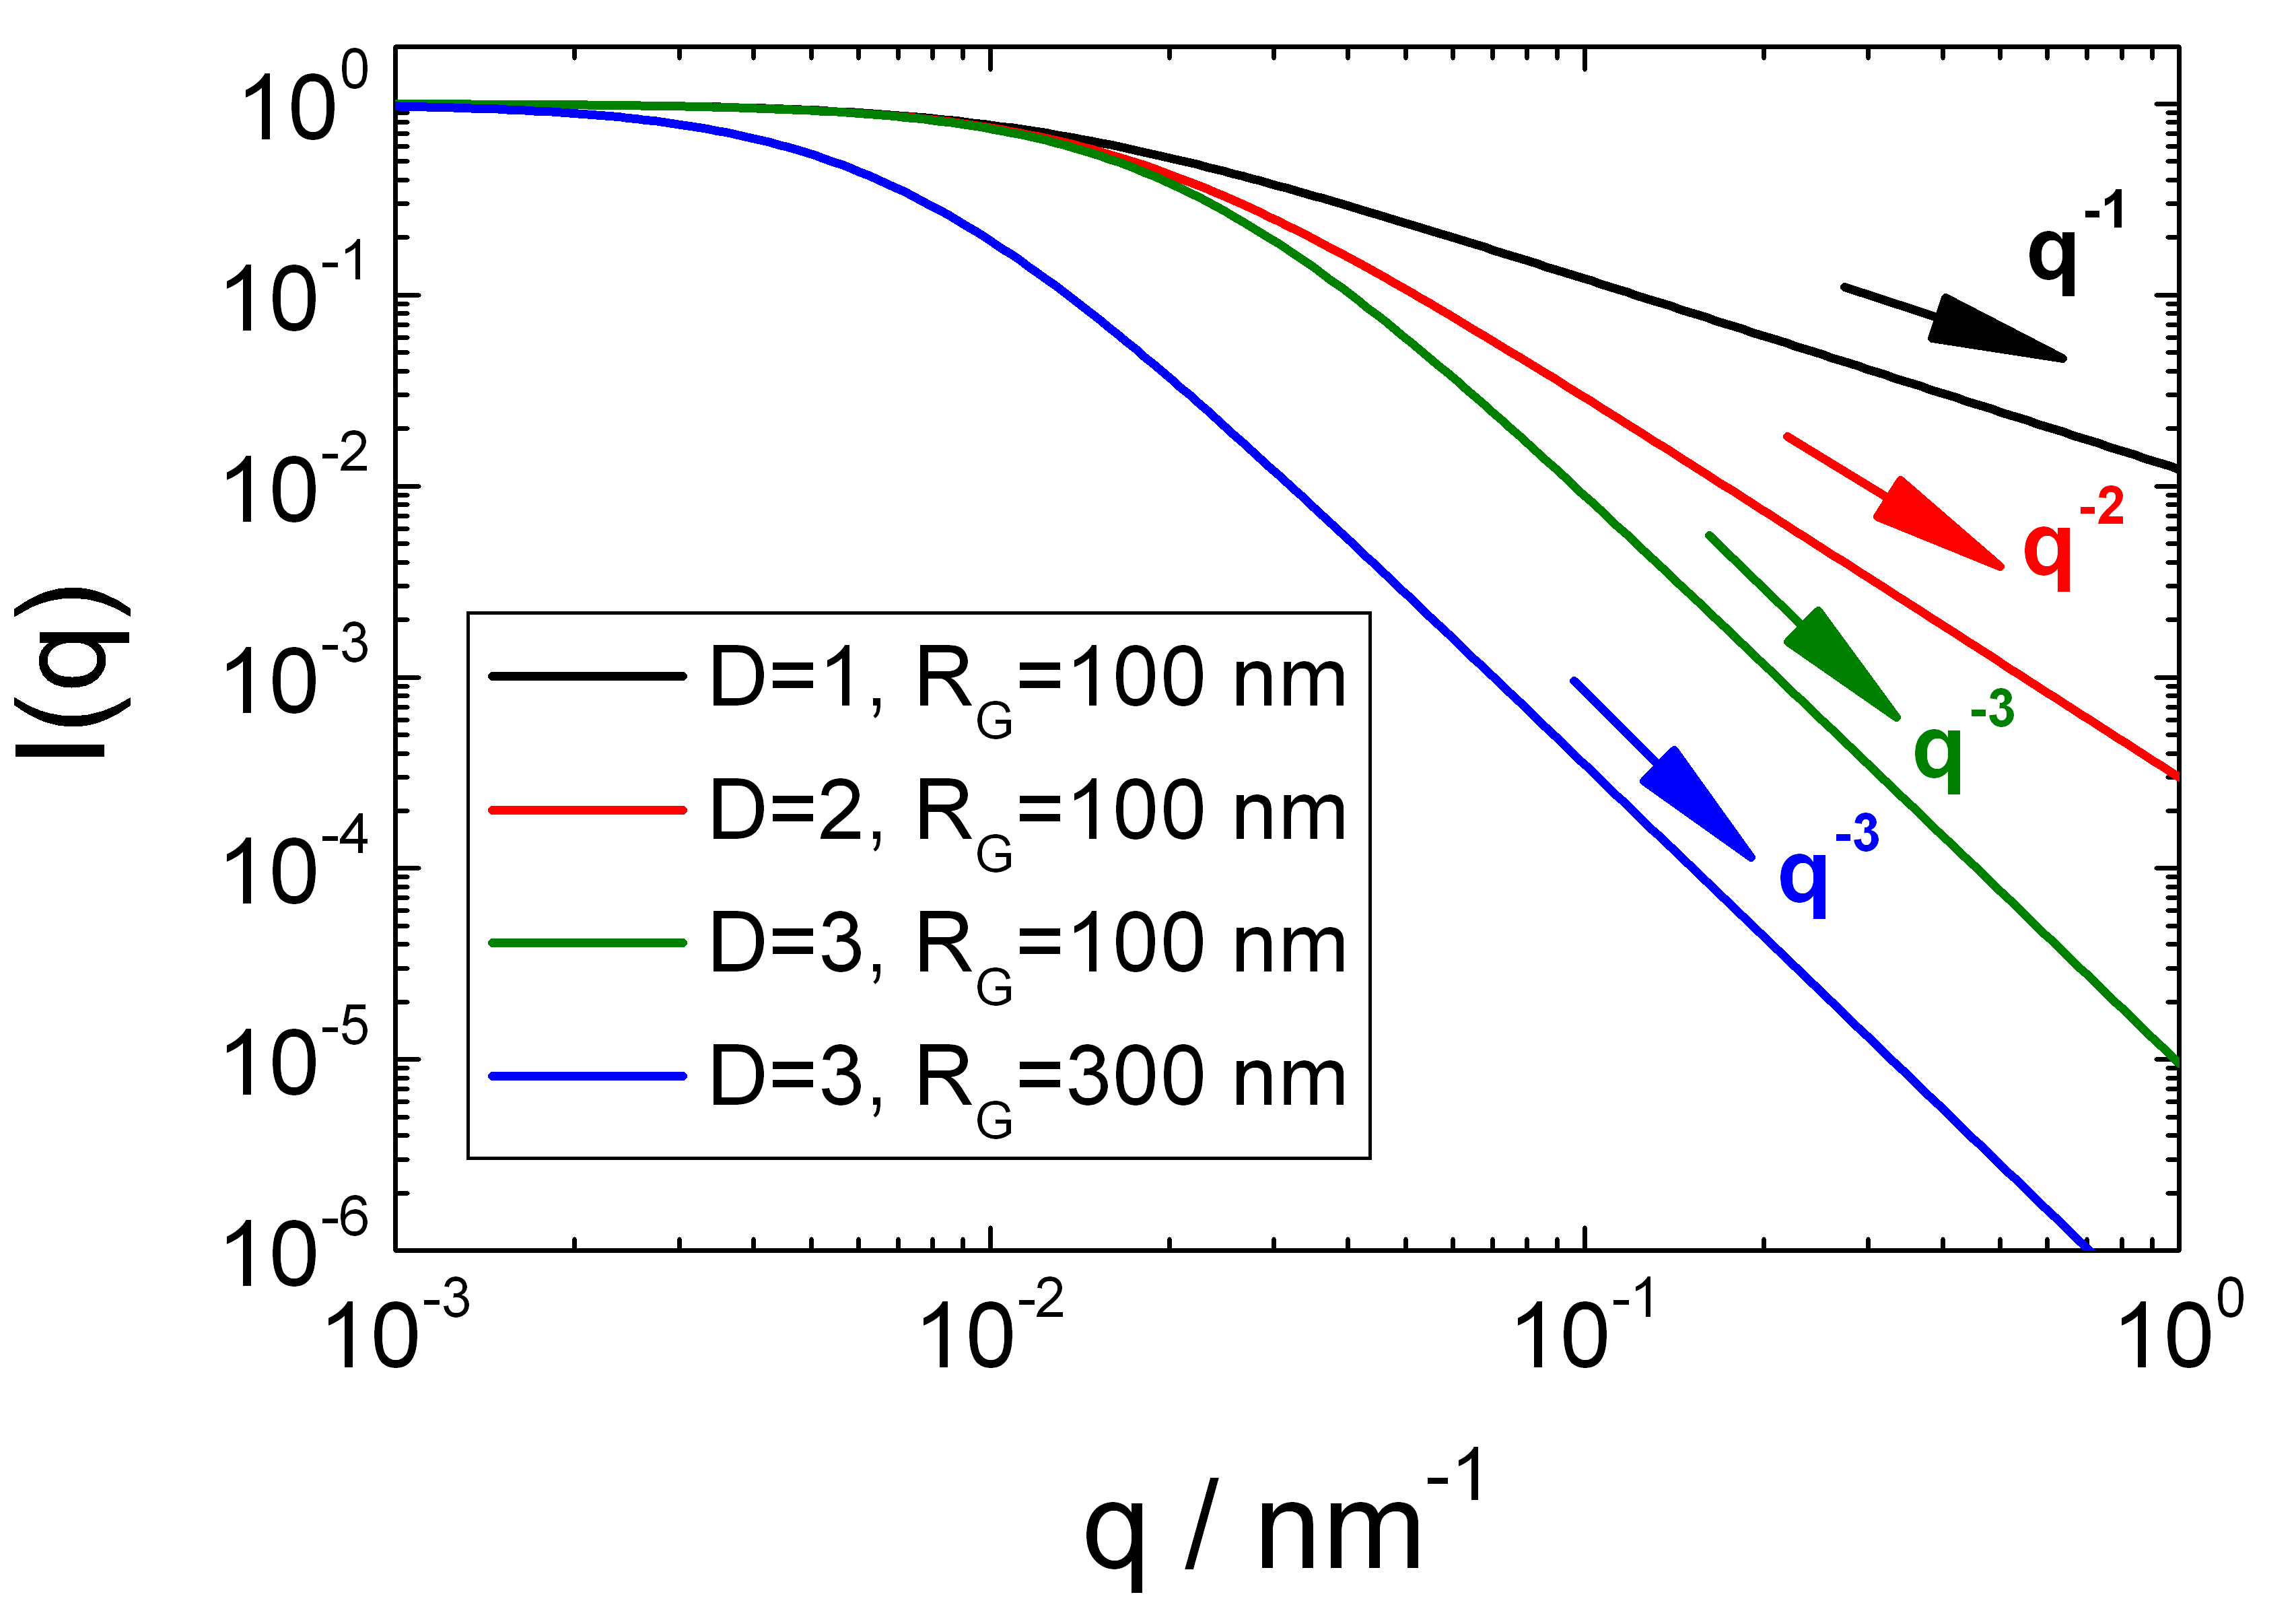 I(q)
10^0
10^-1
10^-2
10^-3
10^-4
10^-5
10^-6
q^-1
q^-2
q^-3
q^-3
D=1, R_G=100 nm
D=2, R_G=100 nm
D=3, R_G=100 nm
D=3, R_G=300 nm
10^-3 10^-2 10^-1 10^0
q / nm^-1